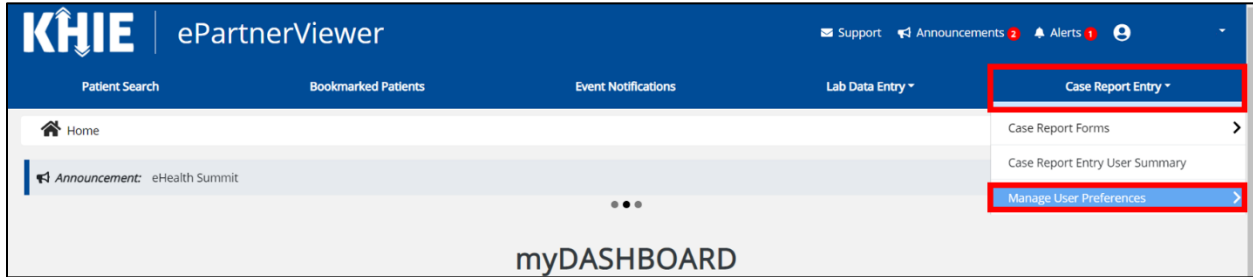 KHIE ePartnerViewer
Support Announcements 2 Alerts 1
Patient Search Bookmarked Patients Event Notifications Lab Data Entry Case Report Entry
Home
Case Report Forms
Case Report Entry User Summary
Announcement: eHealth Summit
Manage User Preferences
myDASHBOARD